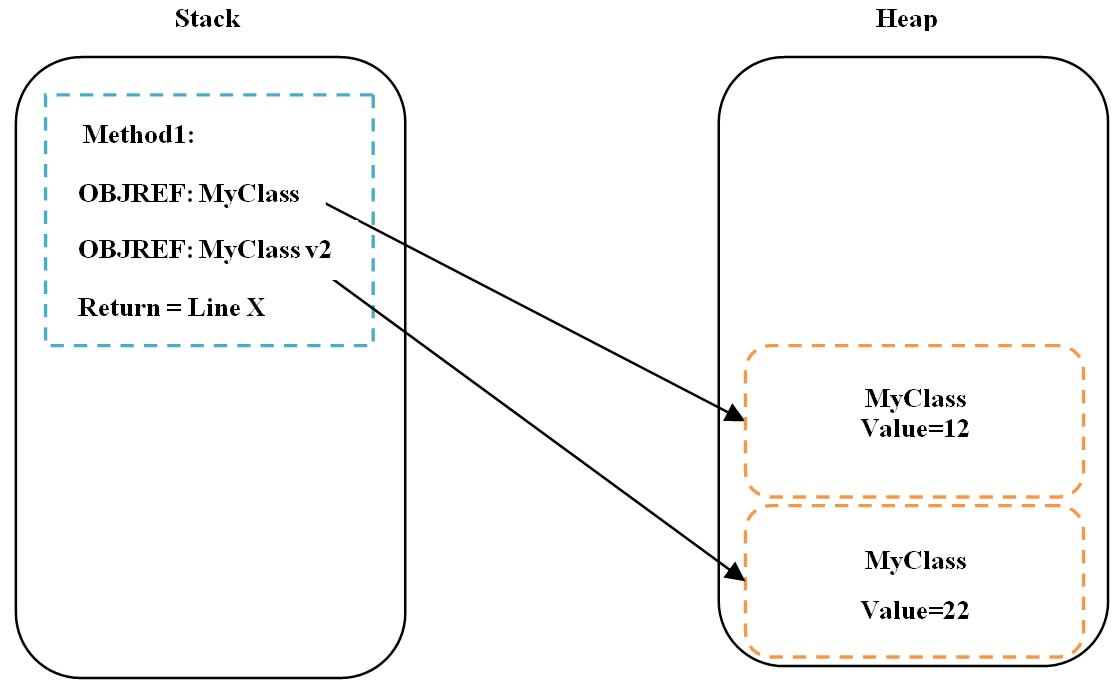 Stack
Heap
Method1:
OBJREF: MyClass
OBJREF: MyClass v2
Return = Line X
MyClass
Value=12
MyClass
Value=22